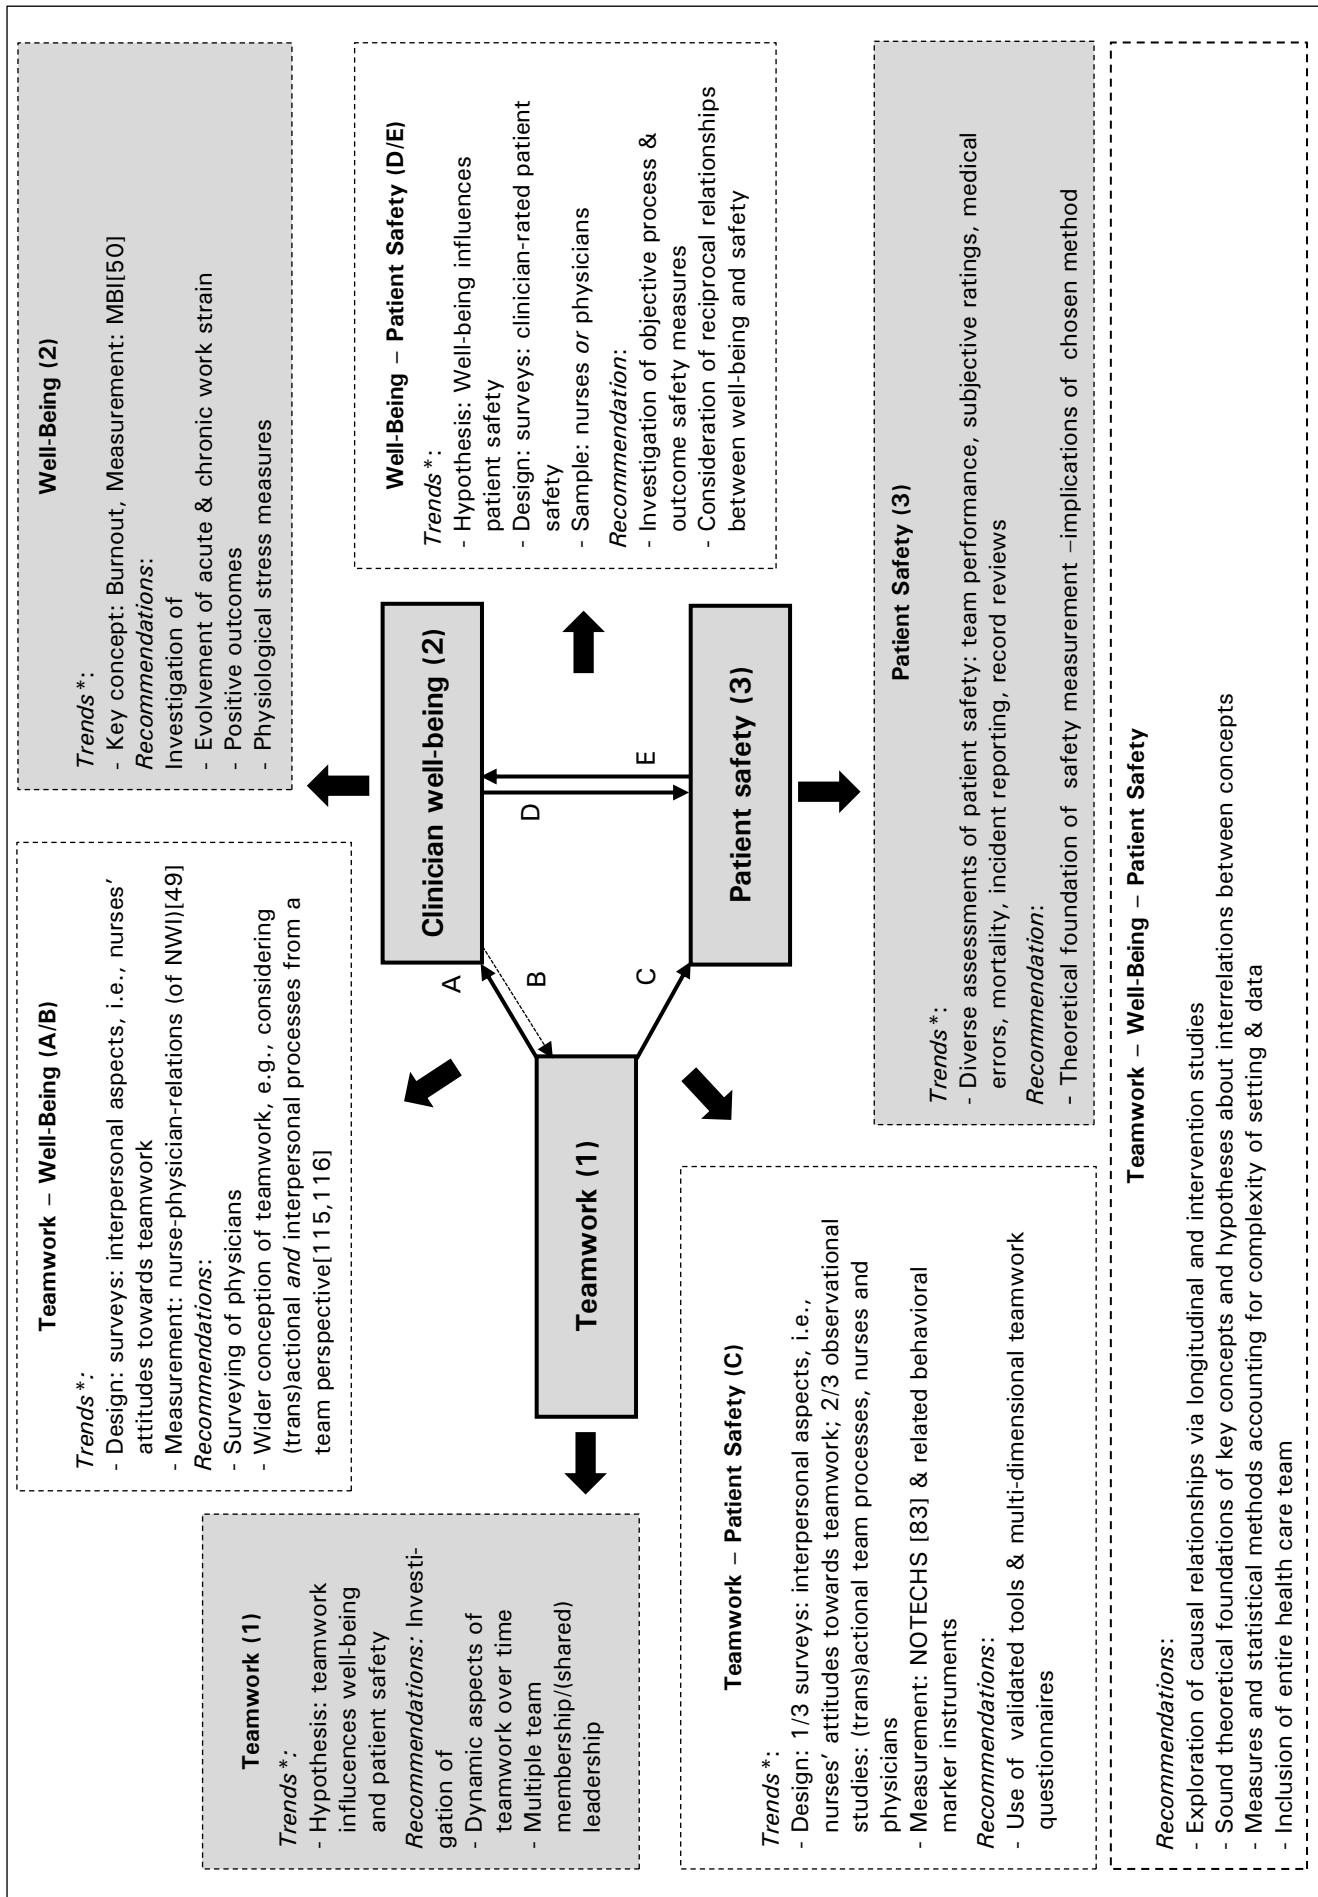 Teamwork (1)
Trends*:
- Hypothesis: teamwork
influences well-being
and patient safety
Recommendations: Investi-
gation of
- Dynamic aspects of
teamwork over time
- Multiple team
membership/(shared)
leadership
Teamwork – Well-Being (A/B)
Trends*:
- Design: surveys: interpersonal aspects, i.e., nurses’
attitudes towards teamwork
- Measurement: nurse-physician-relations (of NWI)[49]
Recommendations:
- Surveying of physicians
- Wider conception of teamwork, e.g., considering
(trans)actional and interpersonal processes from a
team perspective[115,116]
Well-Being (2)
Trends*:
- Key concept: Burnout, Measurement: MBI[50]
Recommendations:
Investigation of
- Evolvement of acute & chronic work strain
- Positive outcomes
- Physiological stress measures
Teamwork (1)
A
B
C
Clinician well-being (2)
D
E
Patient safety (3)
Well-Being – Patient Safety (D/E)
Trends*:
- Hypothesis: Well-being influences
patient safety
- Design: surveys: clinician-rated patient
safety
- Sample: nurses or physicians
Recommendation:
- Investigation of objective process &
outcome safety measures
- Consideration of reciprocal relationships
between well-being and safety
Teamwork – Patient Safety (C)
Trends*:
- Design: 1/3 surveys: interpersonal aspects, i.e.,
nurses’ attitudes towards teamwork; 2/3 observational
studies: (trans)actional team processes, nurses and
physicians
- Measurement: NOTECHS [83] & related behavioral
marker instruments
Recommendations:
- Use of validated tools & multi-dimensional teamwork
questionnaires
Patient Safety (3)
Trends*:
- Diverse assessments of patient safety: team performance, subjective ratings, medical
errors, mortality, incident reporting, record reviews
Recommendation:
- Theoretical foundation of safety measurement –implications of chosen method
Teamwork – Well-Being – Patient Safety
Recommendations:
- Exploration of causal relationships via longitudinal and intervention studies
- Sound theoretical foundations of key concepts and hypotheses about interrelations between concepts
- Measures and statistical methods accounting for complexity of setting & data
- Inclusion of entire health care team